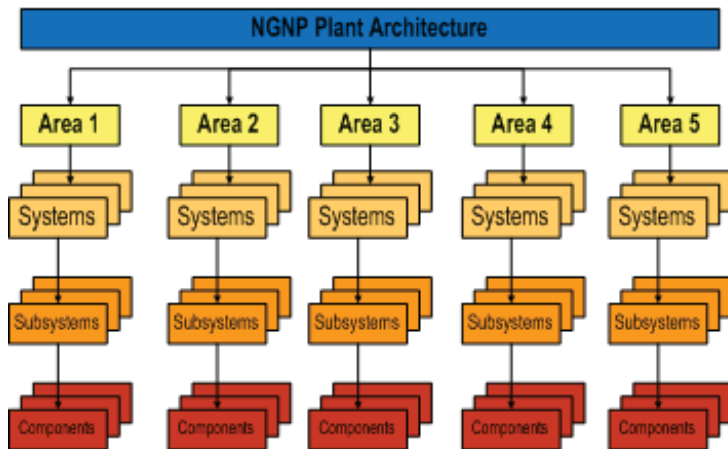 NGNP Plant Architecture
Area 1
Area 2
Area 3
Area 4
Area 5
Systems
Systems
Systems
Systems
Systems
Subsystems
Subsystems
Subsystems
Subsystems
Subsystems
Components
Components
Components
Components
Components